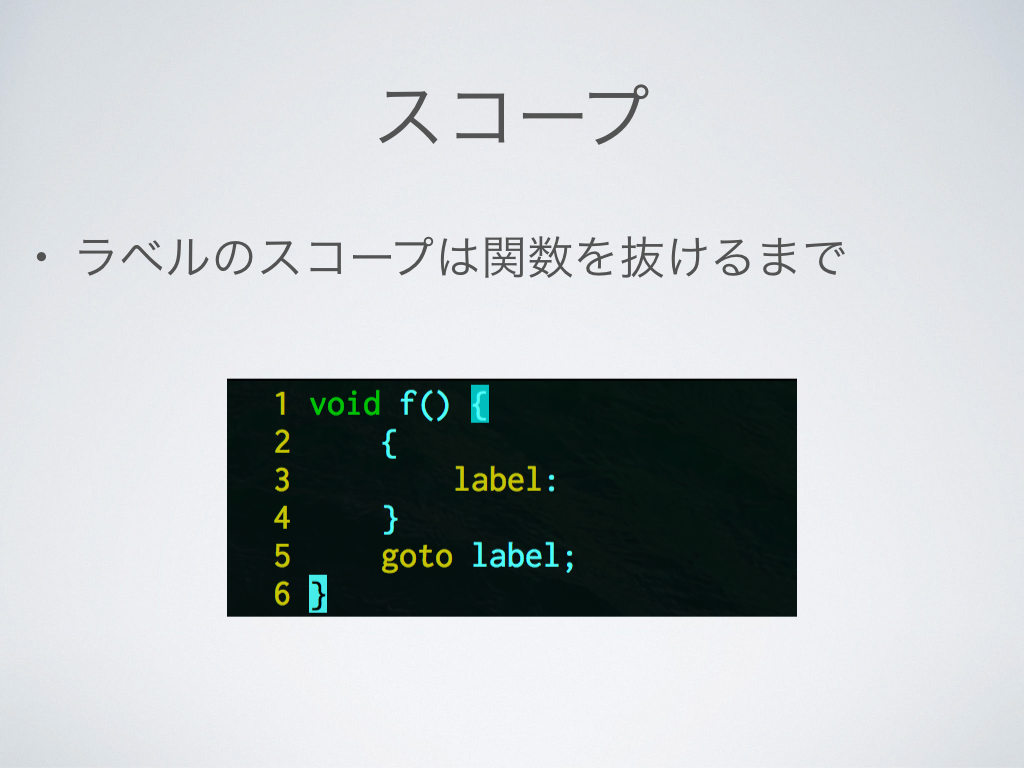 スコープ
• ラベルのスコープは関数を抜けるまで
1 void f() {
2     {
3         label:
4     }
5     goto label;
6 }